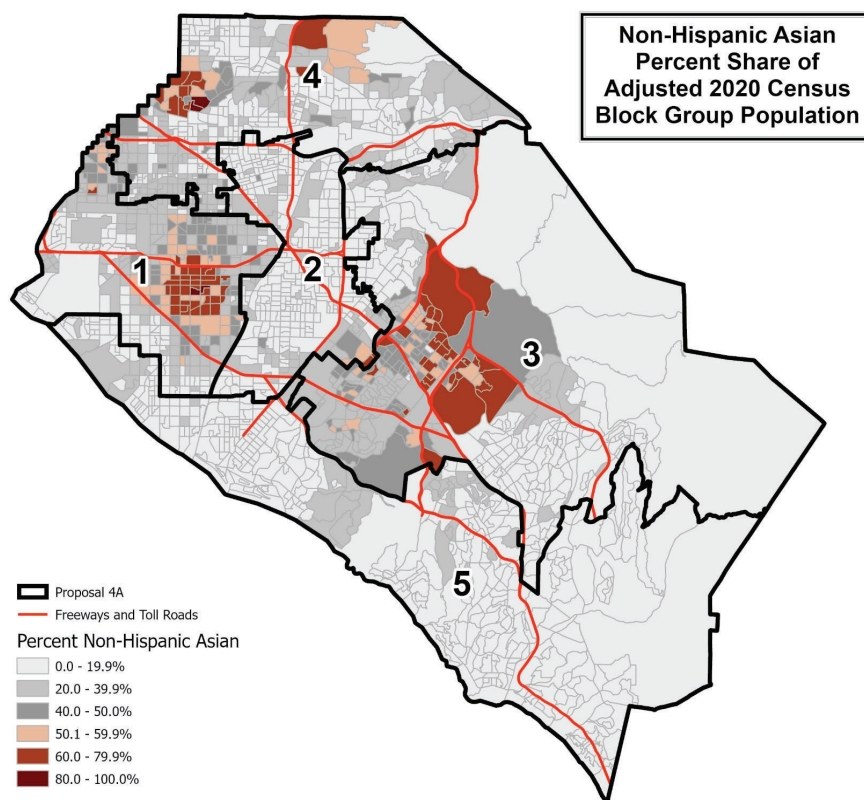 Non-Hispanic Asian
Percent Share of
Adjusted 2020 Census
Block Group Population
4
1
2
3
5
Proposal 4A
Freeways and Toll Roads
Percent Non-Hispanic Asian
0.0 - 19.9%
20.0 - 39.9%
40.0 - 50.0%
50.1 - 59.9%
60.0 - 79.9%
80.0 - 100.0%